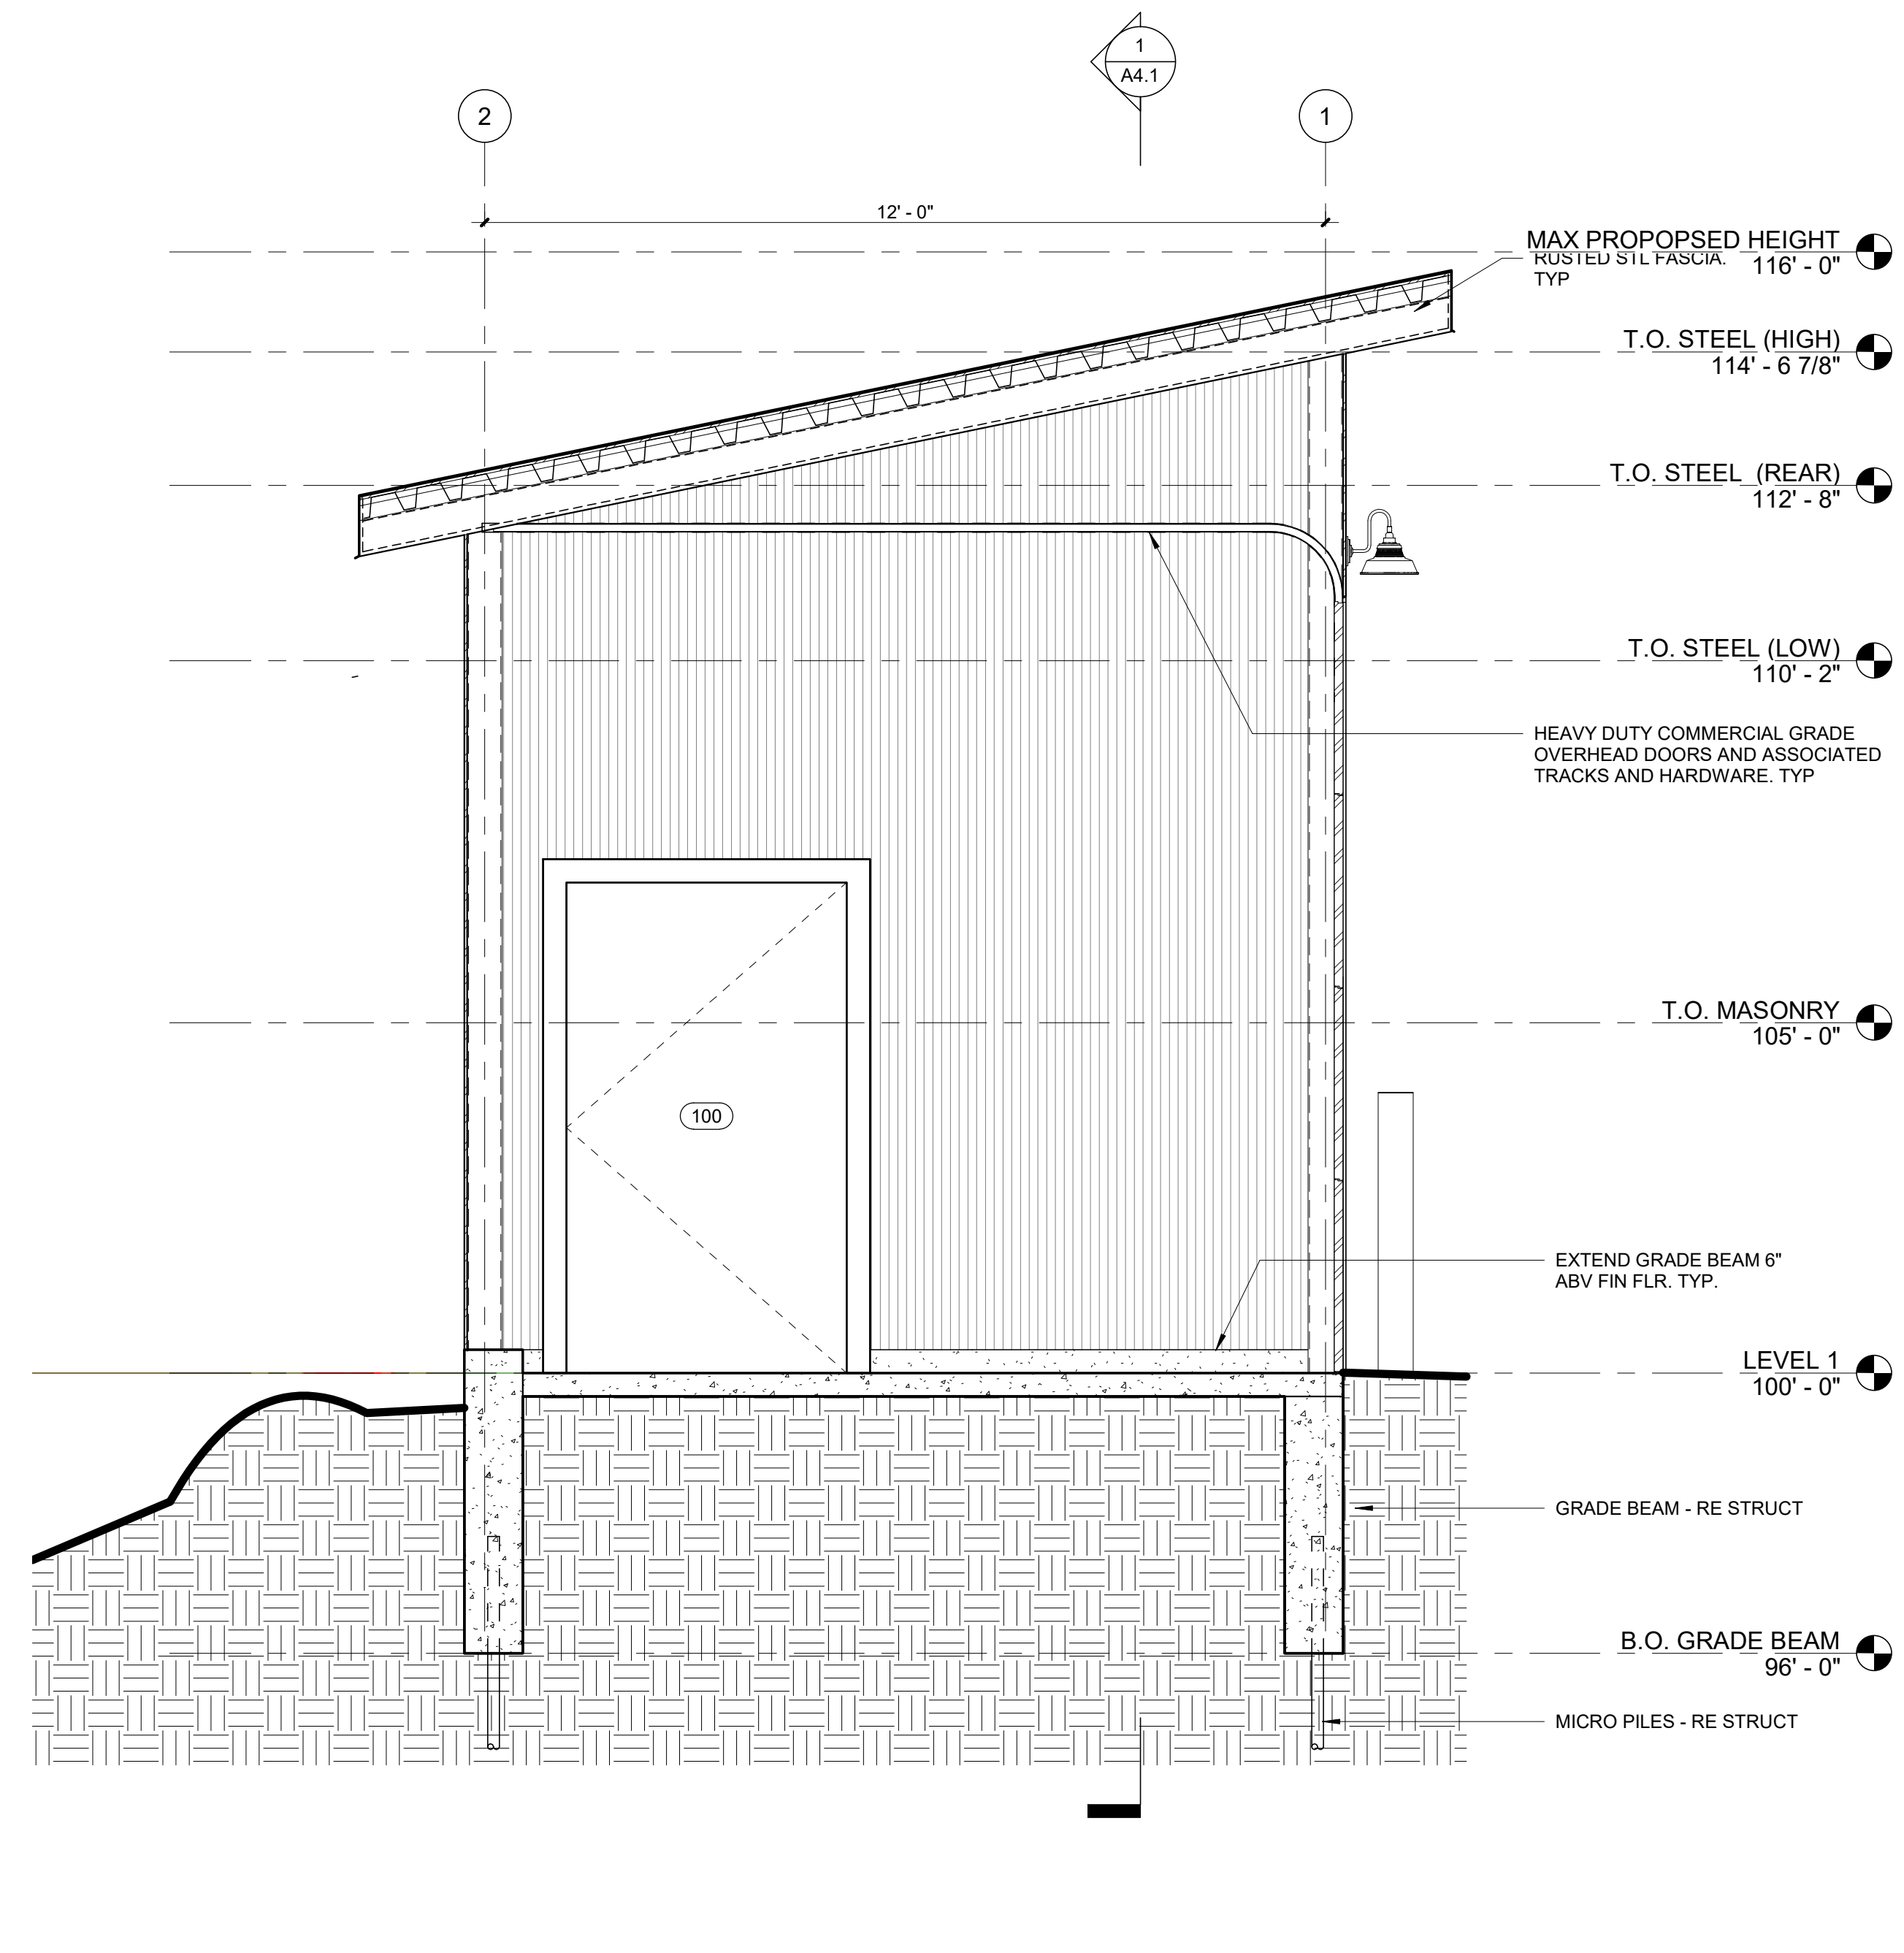 1
A4.1
2
1
12' - 0"
MAX PROPOPSED HEIGHT
116' - 0"
RUSTED STL FASCIA.
TYP
T.O. STEEL (HIGH)
114' - 6 7/8"
T.O. STEEL (REAR)
112' - 8"
T.O. STEEL (LOW)
110' - 2"
HEAVY DUTY COMMERCIAL GRADE
OVERHEAD DOORS AND ASSOCIATED
TRACKS AND HARDWARE. TYP
T.O. MASONRY
105' - 0"
100
EXTEND GRADE BEAM 6"
ABV FIN FLR. TYP.
LEVEL 1
100' - 0"
GRADE BEAM - RE STRUCT
B.O. GRADE BEAM
96' - 0"
MICRO PILES - RE STRUCT